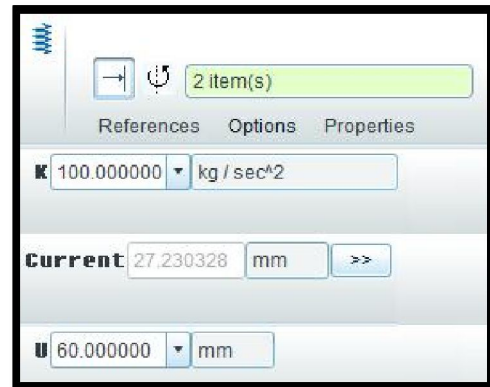 2 item(s)
References Options Properties
K 100.000000 kg / sec^2
Current 27.230328 mm >>
U 60.000000 mm